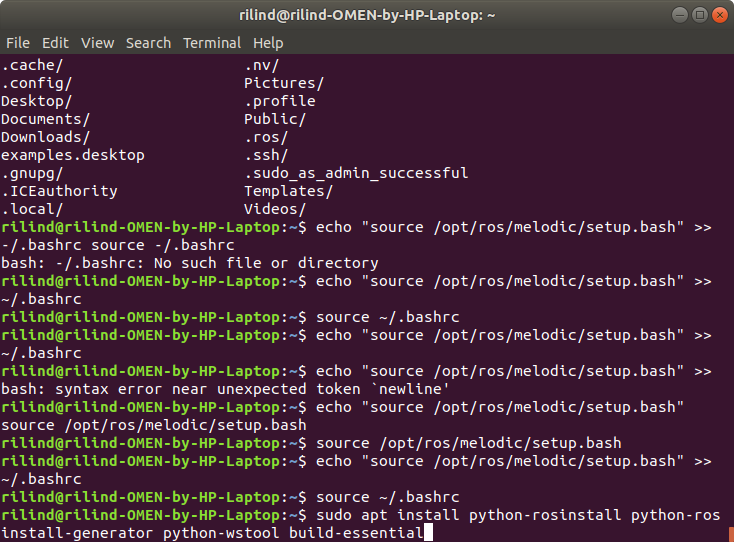 rilind@rilind-OMEN-by-HP-Laptop: ~
File Edit View Search Terminal Help
.cache/ .nv/
.config/ Pictures/
Desktop/ .profile
Documents/ Public/
Downloads/ .ros/
examples.desktop .ssh/
.gnupg/ .sudo_as_admin_successful
.ICEauthority Templates/
.local/ Videos/
rilind@rilind-OMEN-by-HP-Laptop:~$ echo "source /opt/ros/melodic/setup.bash" >>
-/.bashrc source -/.bashrc
bash: -/.bashrc: No such file or directory
rilind@rilind-OMEN-by-HP-Laptop:~$ echo "source /opt/ros/melodic/setup.bash" >>
~/.bashrc
rilind@rilind-OMEN-by-HP-Laptop:~$ source ~/.bashrc
rilind@rilind-OMEN-by-HP-Laptop:~$ echo "source /opt/ros/melodic/setup.bash" >>
~/.bashrc
rilind@rilind-OMEN-by-HP-Laptop:~$ echo "source /opt/ros/melodic/setup.bash" >>
bash: syntax error near unexpected token `newline'
rilind@rilind-OMEN-by-HP-Laptop:~$ echo "source /opt/ros/melodic/setup.bash"
source /opt/ros/melodic/setup.bash
rilind@rilind-OMEN-by-HP-Laptop:~$ source /opt/ros/melodic/setup.bash
rilind@rilind-OMEN-by-HP-Laptop:~$ echo "source /opt/ros/melodic/setup.bash" >>
~/.bashrc
rilind@rilind-OMEN-by-HP-Laptop:~$ source ~/.bashrc
rilind@rilind-OMEN-by-HP-Laptop:~$ sudo apt install python-rosinstall python-ros
install-generator python-wstool build-essential